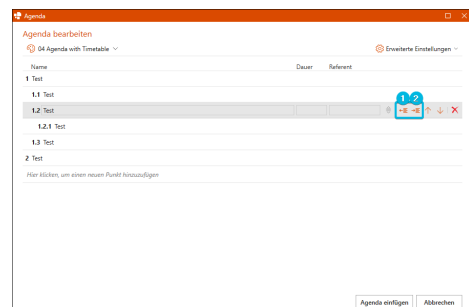 Agenda
Agenda bearbeiten
04 Agenda with Timetable
Erweiterte Einstellungen
Name Dauer Referent
1 Test
1.1 Test
1 2
1.2 Test
1.2.1 Test
1.3 Test
2 Test
Hier klicken, um einen neuen Punkt hinzuzufügen
Agenda einfügen Abbrechen